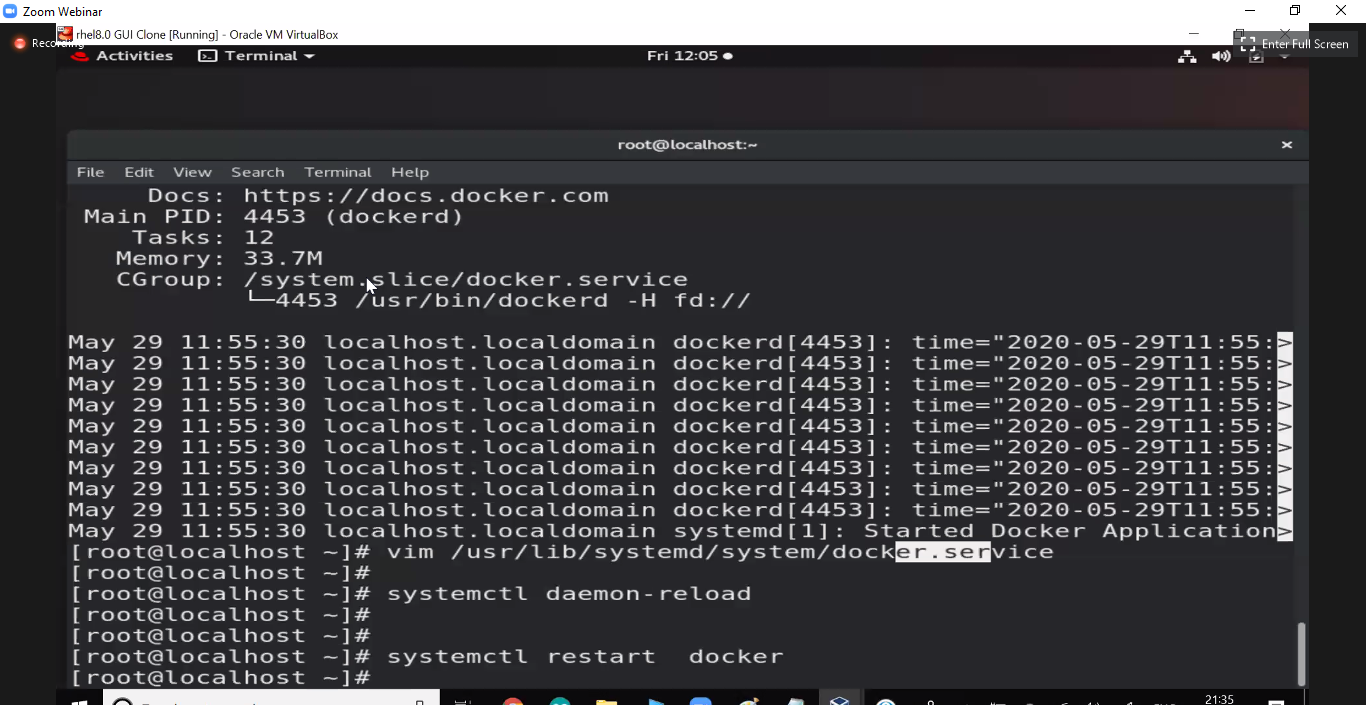 Zoom Webinar
rhel8.0 GUI Clone [Running] - Oracle VM VirtualBox
Recording
Enter Full Screen
Activities Terminal Fri 12:05
root@localhost:~
File Edit View Search Terminal Help
Docs: https://docs.docker.com
Main PID: 4453 (dockerd)
Tasks: 12
Memory: 33.7M
CGroup: /system.slice/docker.service
└─4453 /usr/bin/dockerd -H fd://
May 29 11:55:30 localhost.localdomain dockerd[4453]: time="2020-05-29T11:55:>
May 29 11:55:30 localhost.localdomain dockerd[4453]: time="2020-05-29T11:55:>
May 29 11:55:30 localhost.localdomain dockerd[4453]: time="2020-05-29T11:55:>
May 29 11:55:30 localhost.localdomain dockerd[4453]: time="2020-05-29T11:55:>
May 29 11:55:30 localhost.localdomain dockerd[4453]: time="2020-05-29T11:55:>
May 29 11:55:30 localhost.localdomain dockerd[4453]: time="2020-05-29T11:55:>
May 29 11:55:30 localhost.localdomain dockerd[4453]: time="2020-05-29T11:55:>
May 29 11:55:30 localhost.localdomain dockerd[4453]: time="2020-05-29T11:55:>
May 29 11:55:30 localhost.localdomain dockerd[4453]: time="2020-05-29T11:55:>
May 29 11:55:30 localhost.localdomain systemd[1]: Started Docker Application>
[root@localhost ~]# vim /usr/lib/systemd/system/docker.service
[root@localhost ~]#
[root@localhost ~]# systemctl daemon-reload
[root@localhost ~]#
[root@localhost ~]#
[root@localhost ~]# systemctl restart  docker
[root@localhost ~]#
21:35